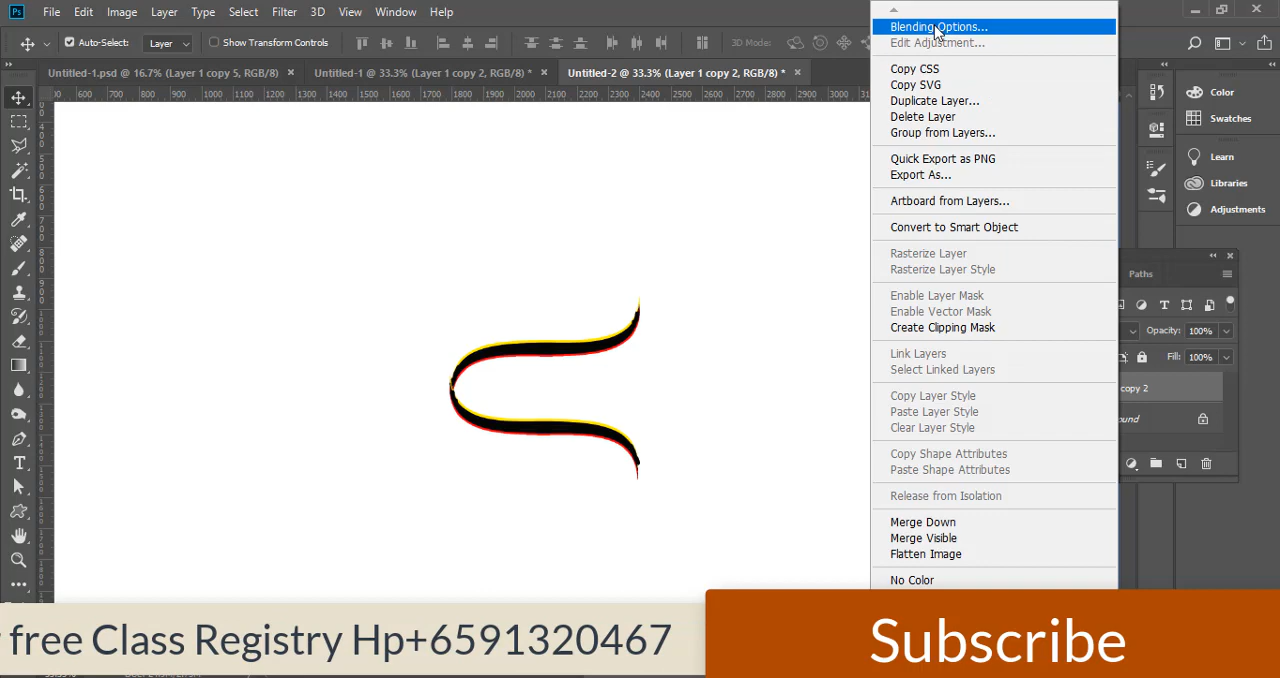 Ps File Edit Image Layer Type Select Filter 3D View Window Help
Auto-Select: Layer Show Transform Controls 3D Mode:
Untitled-1.psd @ 16.7% (Layer 1 copy 5, RGB/8) × Untitled-1 @ 33.3% (Layer 1 copy 2, RGB/8) * × Untitled-2 @ 33.3% (Layer 1 copy 2, RGB/8) * ×
600 700 800 900 1000 1100 1200 1300 1400 1500 1600 1700 1800 1900 2000 2100 2200 2300 2400 2500 2600 2700 2800 2900 3000
Blending Options...
Edit Adjustment...
Copy CSS
Copy SVG
Duplicate Layer...
Delete Layer
Group from Layers...
Quick Export as PNG
Export As...
Artboard from Layers...
Convert to Smart Object
Rasterize Layer
Rasterize Layer Style
Enable Layer Mask
Enable Vector Mask
Create Clipping Mask
Link Layers
Select Linked Layers
Copy Layer Style
Paste Layer Style
Clear Layer Style
Copy Shape Attributes
Paste Shape Attributes
Release from Isolation
Merge Down
Merge Visible
Flatten Image
No Color
Color
Swatches
Learn
Libraries
Adjustments
Paths
Opacity: 100%
Fill: 100%
copy 2
ound
free Class Registry Hp+6591320467
Subscribe